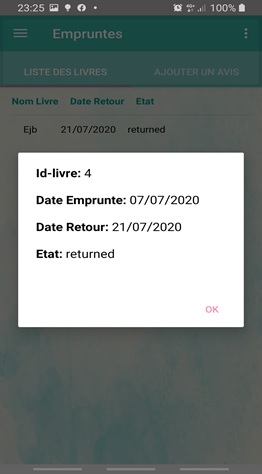 23:25 100%
Empruntes
LISTE DES LIVRES AJOUTER UN AVIS
Nom Livre Date Retour Etat
Ejb 21/07/2020 returned
Id-livre: 4
Date Emprunte: 07/07/2020
Date Retour: 21/07/2020
Etat: returned
OK